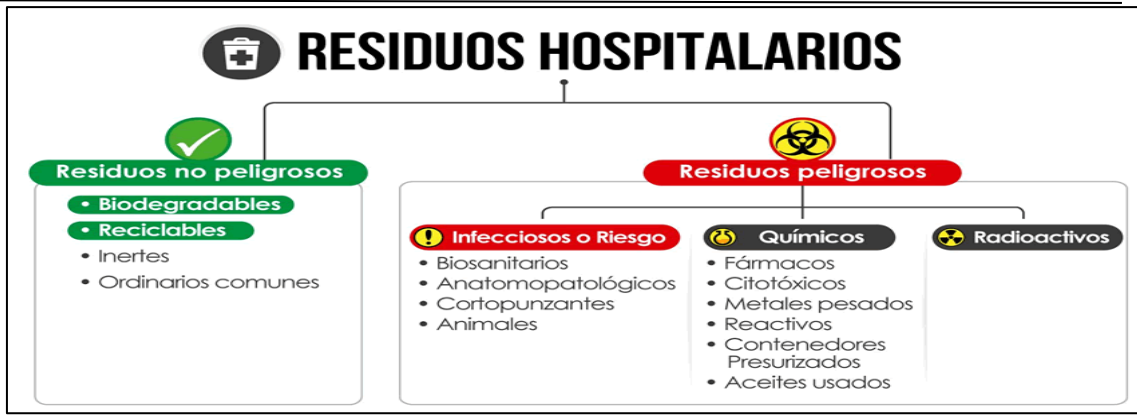 RESIDUOS HOSPITALARIOS
Residuos no peligrosos
• Biodegradables
• Reciclables
• Inertes
• Ordinarios comunes
Residuos peligrosos
Infecciosos o Riesgo
• Biosanitarios
• Anatomopatológicos
• Cortopunzantes
• Animales
Químicos
• Fármacos
• Citotóxicos
• Metales pesados
• Reactivos
• Contenedores
Presurizados
• Aceites usados
Radioactivos